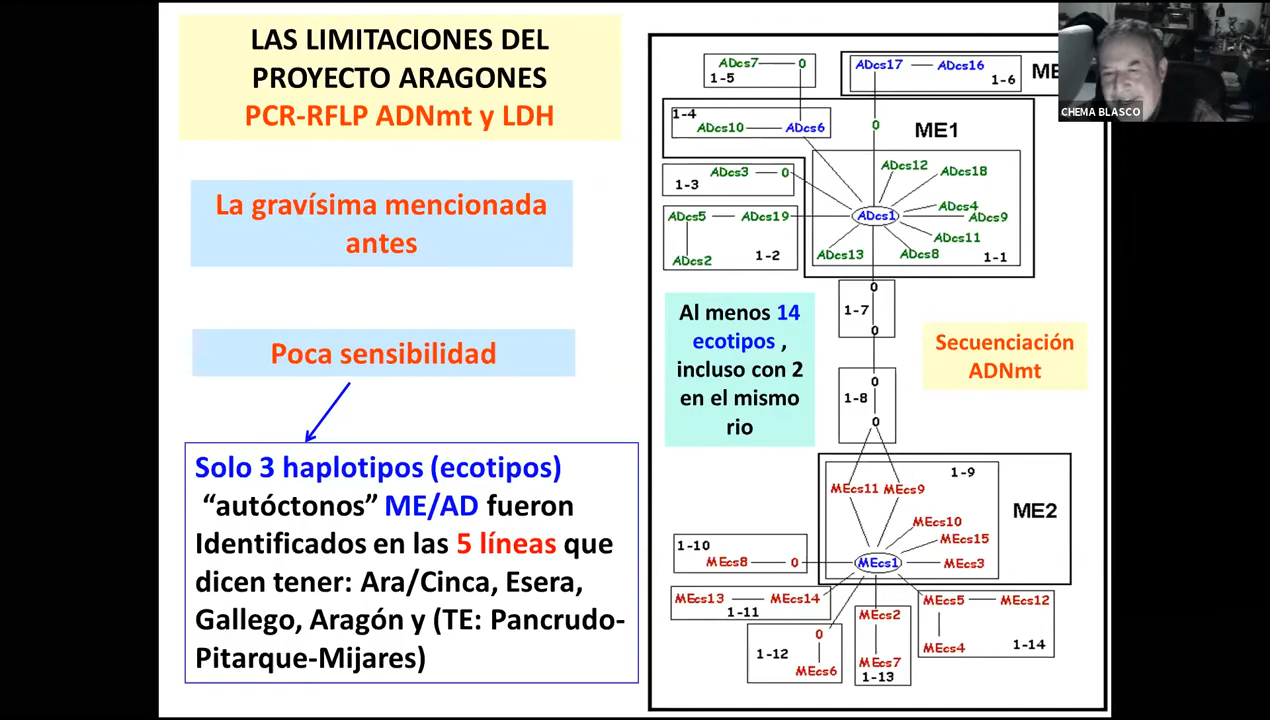 LAS LIMITACIONES DEL
PROYECTO ARAGONES
PCR-RFLP ADNmt y LDH
La gravísima mencionada
antes
Poca sensibilidad
Solo 3 haplotipos (ecotipos)
“autóctonos” ME/AD fueron
Identificados en las 5 líneas que
dicen tener: Ara/Cinca, Esera,
Gallego, Aragón y (TE: Pancrudo-
Pitarque-Mijares)
ADcs7 0
1-5
ADcs17 ADcs16
1-6
ME
CHEMA BLASCO
1-4
ADcs10 ADcs6
0
ME1
ADcs3 0
1-3
ADcs12
ADcs18
ADcs5 ADcs19
ADcs1
ADcs4
ADcs9
ADcs11
ADcs2
1-2
ADcs13
ADcs8
1-1
0
1-7
0
Al menos 14
ecotipos ,
incluso con 2
en el mismo
rio
Secuenciación
ADNmt
0
1-8
0
1-9
MEcs11 MEcs9
ME2
MEcs10
MEcs15
1-10
MEcs8 0
MEcs1
MEcs3
MEcs13 MEcs14
1-11
MEcs5 MEcs12
MEcs2
0
1-12
MEcs6
MEcs7
1-13
MEcs4
1-14